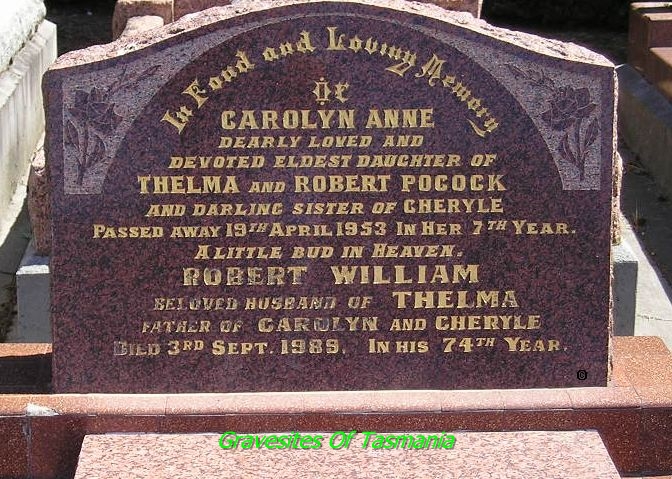 In Fond and Loving Memory
OF
CAROLYN ANNE
DEARLY LOVED AND
DEVOTED ELDEST DAUGHTER OF
THELMA AND ROBERT POCOCK
AND DARLING SISTER OF CHERYLE
PASSED AWAY 19TH APRIL 1953 IN HER 7TH YEAR.
A LITTLE BUD IN HEAVEN.
ROBERT WILLIAM
BELOVED HUSBAND OF THELMA
FATHER OF CAROLYN AND CHERYLE
DIED 3RD SEPT. 1989. IN HIS 74TH YEAR.
Gravesites Of Tasmania